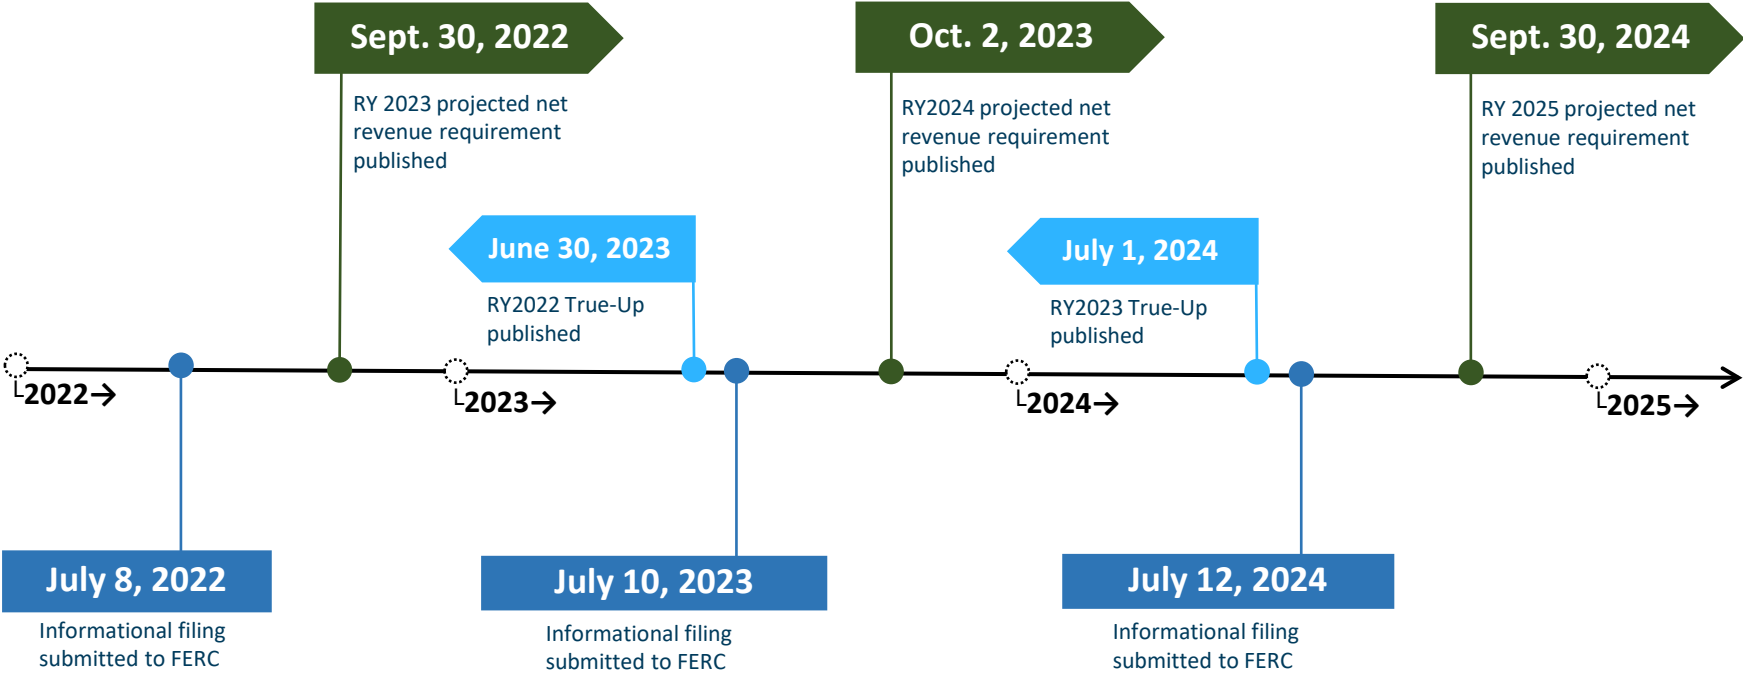 Sept. 30, 2022
Oct. 2, 2023
Sept. 30, 2024
RY 2023 projected net
revenue requirement
published
RY2024 projected net
revenue requirement
published
RY 2025 projected net
revenue requirement
published
June 30, 2023
July 1, 2024
RY2022 True-Up
published
RY2023 True-Up
published
└2022→
└2023→
└2024→
└2025→
July 8, 2022
July 10, 2023
July 12, 2024
Informational filing
submitted to FERC
Informational filing
submitted to FERC
Informational filing
submitted to FERC